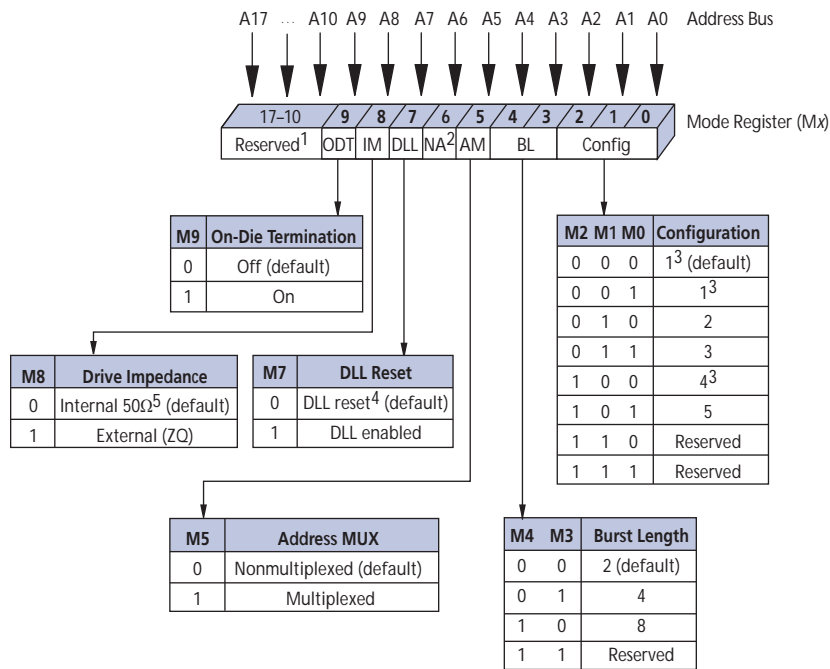 A17 ... A10 A9 A8 A7 A6 A5 A4 A3 A2 A1 A0 Address Bus
17–10 9 8 7 6 5 4 3 2 1 0 Mode Register (Mx)
Reserved1 ODT IM DLL NA2 AM BL Config
M9 On-Die Termination
0 Off (default)
1 On
M2 M1 M0 Configuration
0 0 0 13 (default)
0 0 1 13
0 1 0 2
0 1 1 3
1 0 0 43
1 0 1 5
1 1 0 Reserved
1 1 1 Reserved
M8 Drive Impedance
0 Internal 50Ω5 (default)
1 External (ZQ)
M7 DLL Reset
0 DLL reset4 (default)
1 DLL enabled
M5 Address MUX
0 Nonmultiplexed (default)
1 Multiplexed
M4 M3 Burst Length
0 0 2 (default)
0 1 4
1 0 8
1 1 Reserved